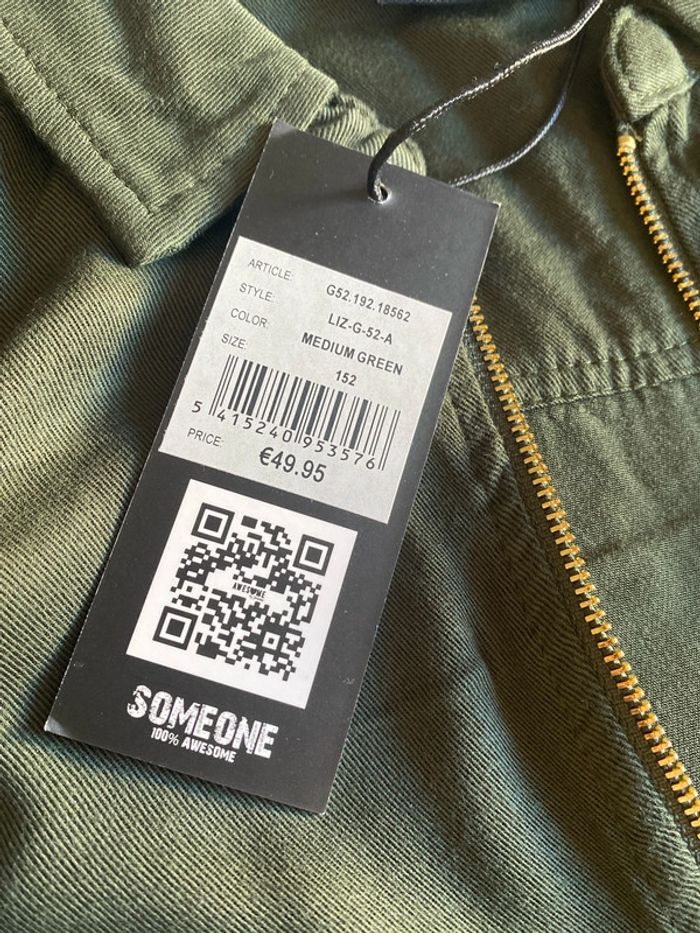 ARTICLE: G52.192.18562
STYLE: LIZ-G-52-A
COLOR: MEDIUM GREEN
SIZE: 152
5 415240 953576
PRICE: €49.95
AWESOME
SOMEONE
100% AWESOME